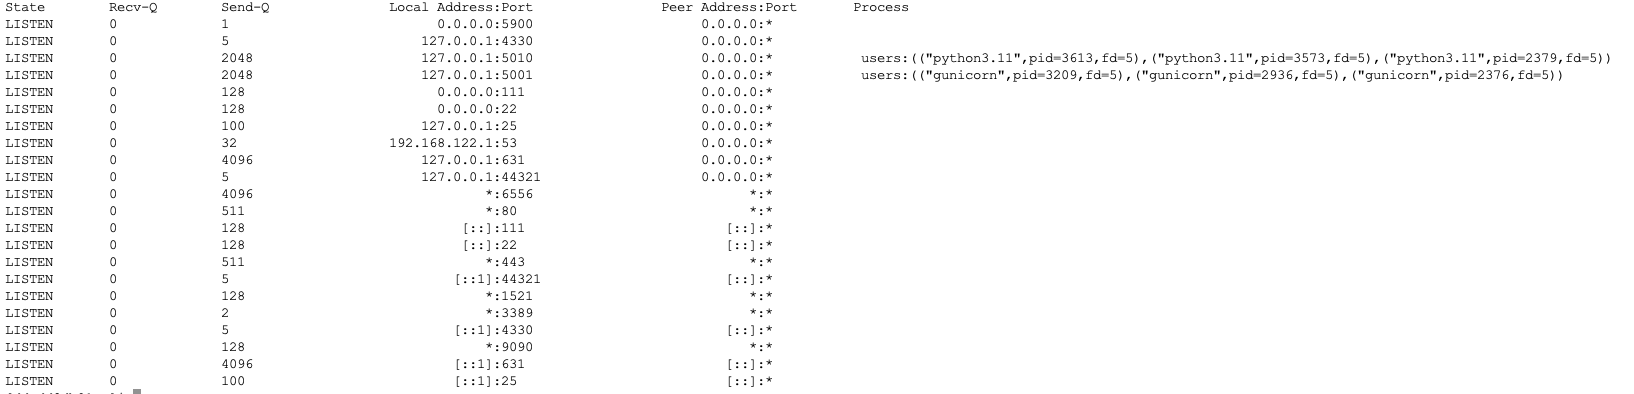 State Recv-Q Send-Q Local Address:Port Peer Address:Port Process
LISTEN 0 1 0.0.0.0:5900 0.0.0.0:*
LISTEN 0 5 127.0.0.1:4330 0.0.0.0:*
LISTEN 0 2048 127.0.0.1:5010 0.0.0.0:* users:(("python3.11",pid=3613,fd=5),("python3.11",pid=3573,fd=5),("python3.11",pid=2379,fd=5))
LISTEN 0 2048 127.0.0.1:5001 0.0.0.0:* users:(("gunicorn",pid=3209,fd=5),("gunicorn",pid=2936,fd=5),("gunicorn",pid=2376,fd=5))
LISTEN 0 128 0.0.0.0:111 0.0.0.0:*
LISTEN 0 128 0.0.0.0:22 0.0.0.0:*
LISTEN 0 100 127.0.0.1:25 0.0.0.0:*
LISTEN 0 32 192.168.122.1:53 0.0.0.0:*
LISTEN 0 4096 127.0.0.1:631 0.0.0.0:*
LISTEN 0 5 127.0.0.1:44321 0.0.0.0:*
LISTEN 0 4096 *:6556 *:*
LISTEN 0 511 *:80 *:*
LISTEN 0 128 [::]:111 [::]:*
LISTEN 0 128 [::]:22 [::]:*
LISTEN 0 511 *:443 *:*
LISTEN 0 5 [::1]:44321 [::]:*
LISTEN 0 128 *:1521 *:*
LISTEN 0 2 *:3389 *:*
LISTEN 0 5 [::1]:4330 [::]:*
LISTEN 0 128 *:9090 *:*
LISTEN 0 4096 [::1]:631 [::]:*
LISTEN 0 100 [::1]:25 [::]:*